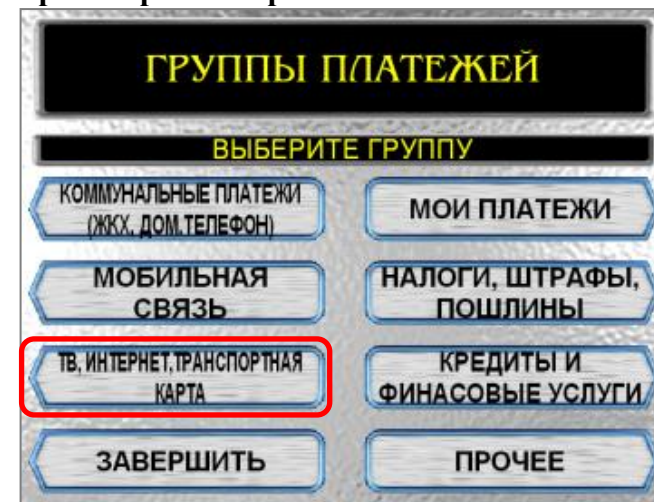 ГРУППЫ ПЛАТЕЖЕЙ
ВЫБЕРИТЕ ГРУППУ
КОММУНАЛЬНЫЕ ПЛАТЕЖИ
(ЖКХ, ДОМ.ТЕЛЕФОН)
МОИ ПЛАТЕЖИ
МОБИЛЬНАЯ
СВЯЗЬ
НАЛОГИ, ШТРАФЫ,
ПОШЛИНЫ
ТВ, ИНТЕРНЕТ,ТРАНСПОРТНАЯ
КАРТА
КРЕДИТЫ И
ФИНАСОВЫЕ УСЛУГИ
ЗАВЕРШИТЬ
ПРОЧЕЕ